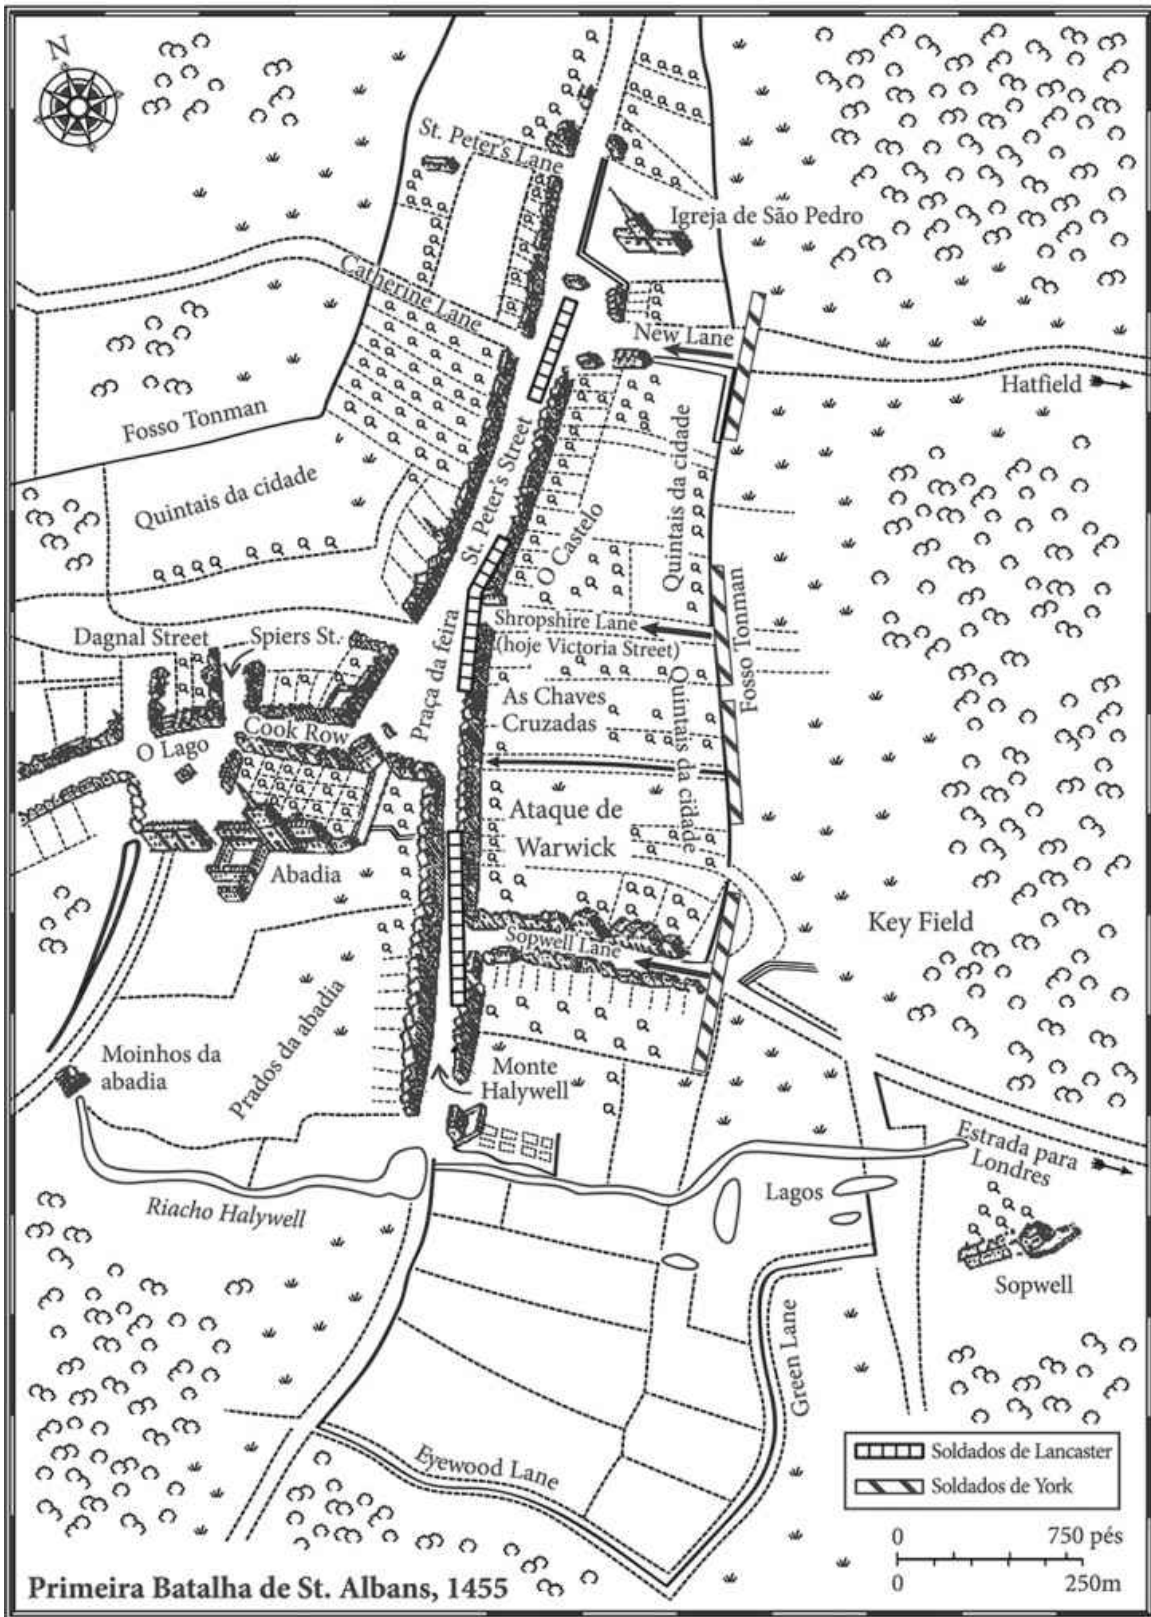 N
St. Peter's Lane
Igreja de São Pedro
Catherine Lane
New Lane
Hatfield
Fosso Tonman
Quintais da cidade
St. Peter's Street
O Castelo
Quintais da cidade
Fosso Tonman
Dagnal Street
Spiers St.
Praça da feira
Shropshire Lane
(hoje Victoria Street)
As Chaves
Cruzadas
Quintais da cidade
Cook Row
O Lago
Ataque de
Warwick
Abadia
Key Field
Sopwell Lane
Prados da abadia
Moinhos da
abadia
Monte
Halywell
Estrada para
Londres
Riacho Halywell
Lagos
Sopwell
Green Lane
Eyewood Lane
Soldados de Lancaster
Soldados de York
0 750 pés
0 250m
Primeira Batalha de St. Albans, 1455